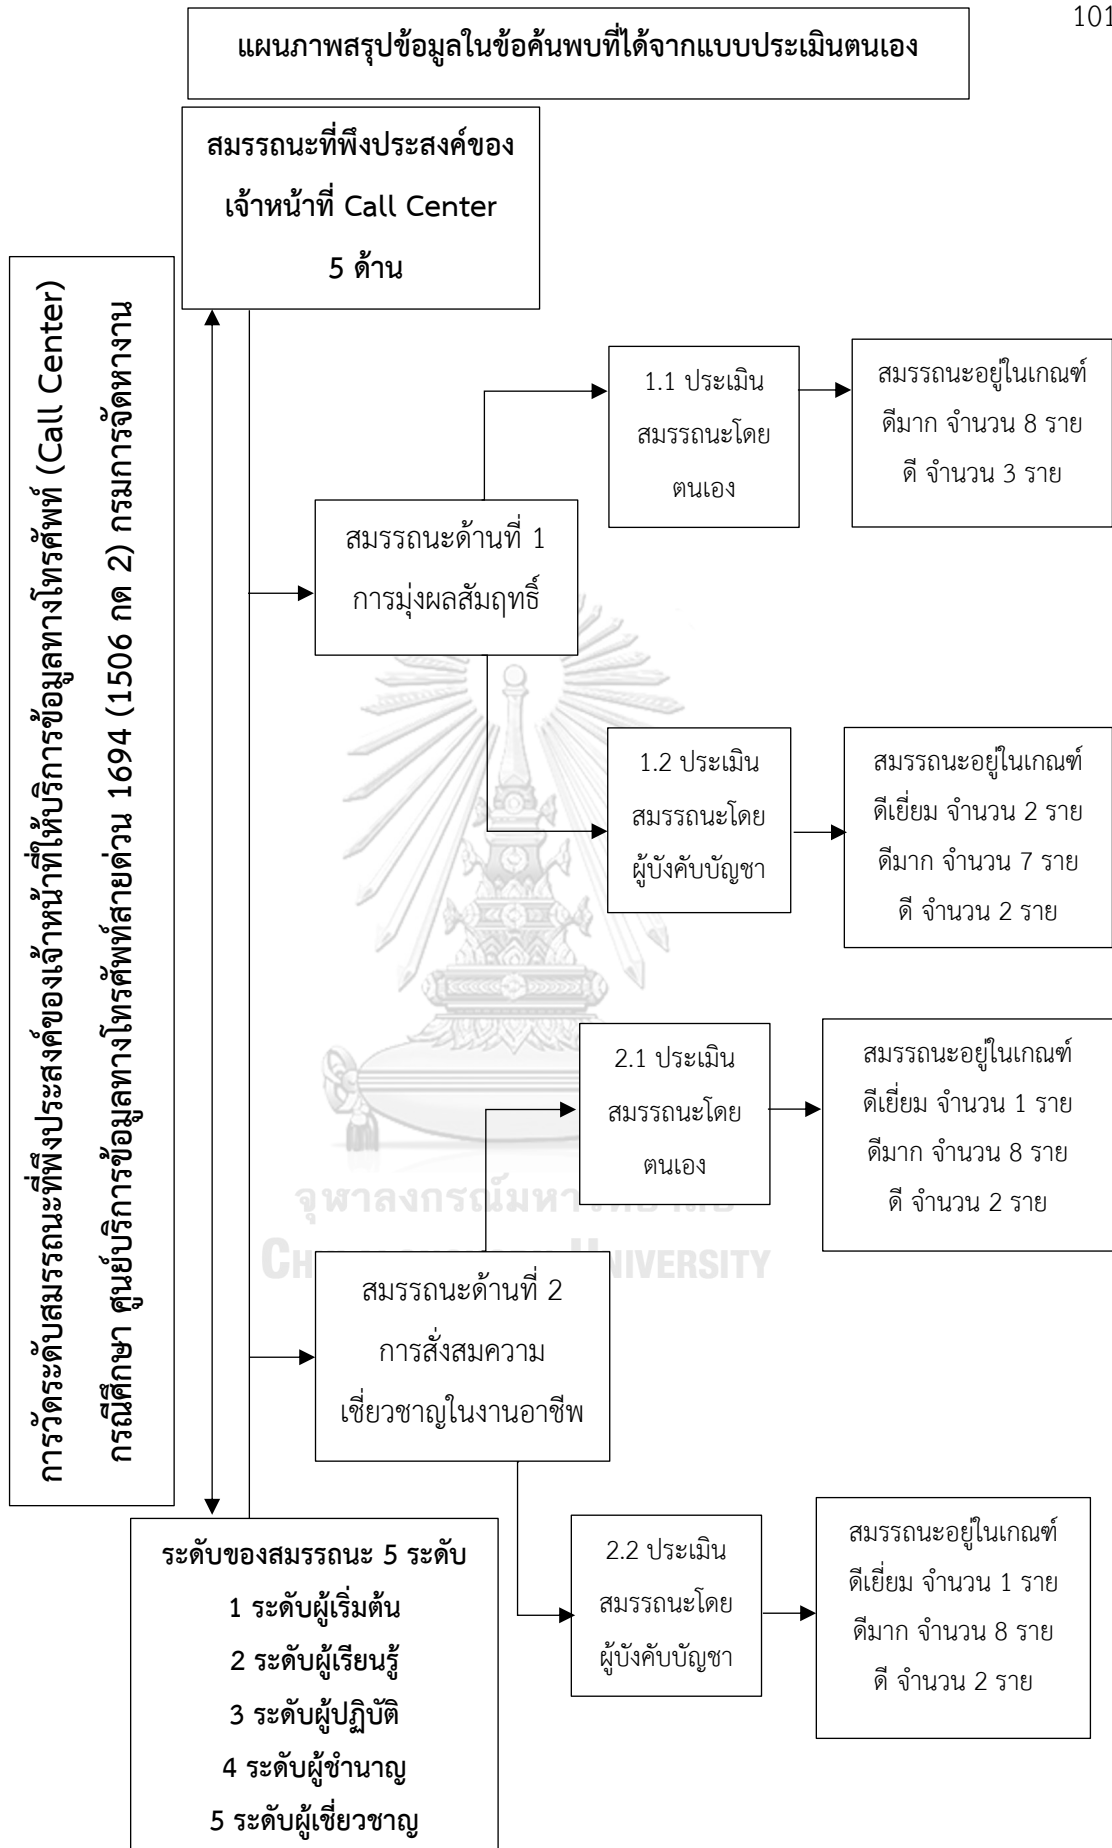 101
แผนภาพสรุปข้อมูลในข้อค้นพบที่ได้จากแบบประเมินตนเอง
สมรรถนะที่พึงประสงค์ของ
เจ้าหน้าที่ Call Center
5 ด้าน
การวัดระดับสมรรถนะที่พึงประสงค์ของเจ้าหน้าที่ให้บริการข้อมูลทางโทรศัพท์ (Call Center)
กรณีศึกษา ศูนย์บริการข้อมูลทางโทรศัพท์สายด่วน 1694 (1506 กด 2) กรมการจัดหางาน
1.1 ประเมิน
สมรรถนะโดย
ตนเอง
สมรรถนะอยู่ในเกณฑ์
ดีมาก จำนวน 8 ราย
ดี จำนวน 3 ราย
สมรรถนะด้านที่ 1
การมุ่งผลสัมฤทธิ์
1.2 ประเมิน
สมรรถนะโดย
ผู้บังคับบัญชา
สมรรถนะอยู่ในเกณฑ์
ดีเยี่ยม จำนวน 2 ราย
ดีมาก จำนวน 7 ราย
ดี จำนวน 2 ราย
2.1 ประเมิน
สมรรถนะโดย
ตนเอง
สมรรถนะอยู่ในเกณฑ์
ดีเยี่ยม จำนวน 1 ราย
ดีมาก จำนวน 8 ราย
ดี จำนวน 2 ราย
จุฬาลงกรณ์มหา
UNIVERSITY
สมรรถนะด้านที่ 2
การสั่งสมความ
เชี่ยวชาญในงานอาชีพ
2.2 ประเมิน
สมรรถนะโดย
ผู้บังคับบัญชา
สมรรถนะอยู่ในเกณฑ์
ดีเยี่ยม จำนวน 1 ราย
ดีมาก จำนวน 8 ราย
ดี จำนวน 2 ราย
ระดับของสมรรถนะ 5 ระดับ
1 ระดับผู้เริ่มต้น
2 ระดับผู้เรียนรู้
3 ระดับผู้ปฏิบัติ
4 ระดับผู้ชำนาญ
5 ระดับผู้เชี่ยวชาญ